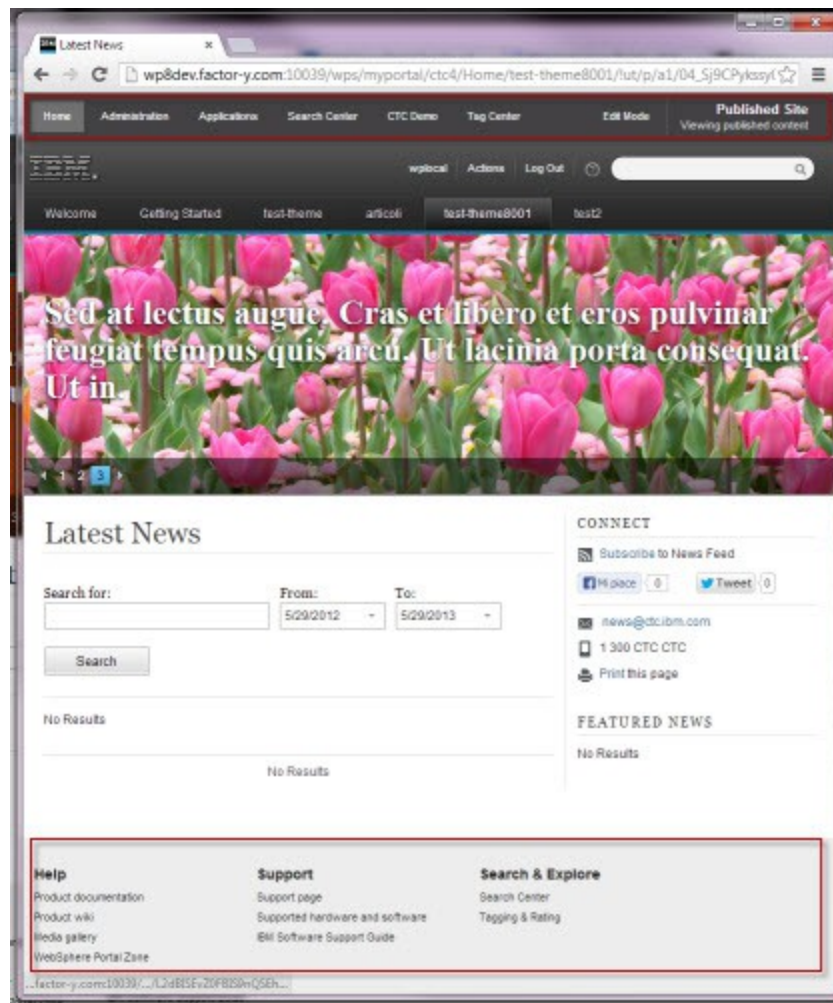 Latest News
wp8dev.factor-y.com:10039/wps/myportal/ctc4/Home/test-theme8001/!ut/p/a1/04_Sj9CPykssy0
Home Administration Applications Search Center CTC Demo Tag Center Edit Mode Published Site
Viewing published content
IBM.
wplocal Actions Log Out
Welcome Getting Started test-theme articoli test-theme8001 test2
Sed at lectus augue. Cras et libero et eros pulvinar
feugiat tempus quis arcu. Ut lacinia porta consequat.
Ut in.
1 2 3
Latest News
Search for: From: To:
5/29/2012 5/29/2013
Search
No Results
No Results
CONNECT
Subscribe to News Feed
Mi piace 0 Tweet 0
news@ctc.ibm.com
1 300 CTC CTC
Print this page
FEATURED NEWS
No Results
Help
Product documentation
Product wiki
Media gallery
WebSphere Portal Zone
Support
Support page
Supported hardware and software
IBM Software Support Guide
Search & Explore
Search Center
Tagging & Rating